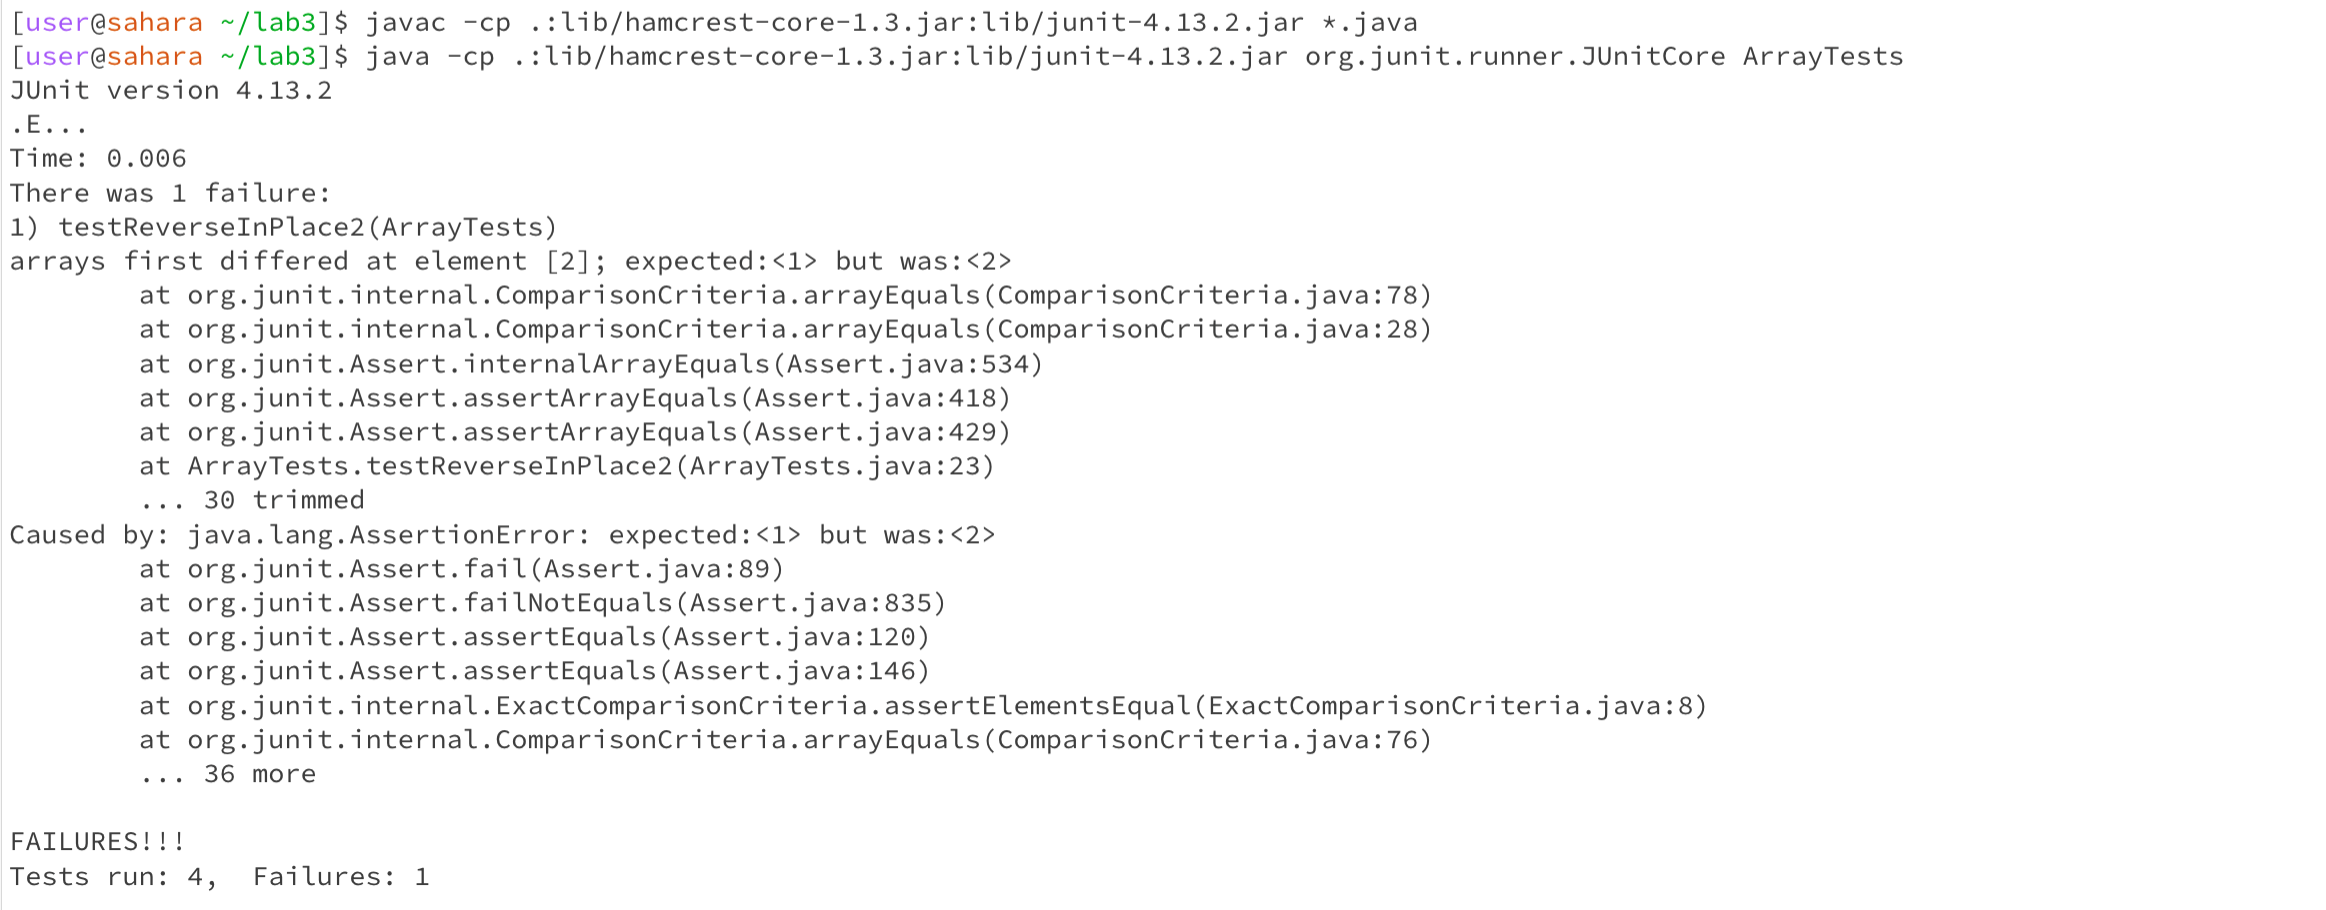 [user@sahara ~/lab3]$ javac -cp .:lib/hamcrest-core-1.3.jar:lib/junit-4.13.2.jar *.java
[user@sahara ~/lab3]$ java -cp .:lib/hamcrest-core-1.3.jar:lib/junit-4.13.2.jar org.junit.runner.JUnitCore ArrayTests
JUnit version 4.13.2
.E...
Time: 0.006
There was 1 failure:
1) testReverseInPlace2(ArrayTests)
arrays first differed at element [2]; expected:<1> but was:<2>
        at org.junit.internal.ComparisonCriteria.arrayEquals(ComparisonCriteria.java:78)
        at org.junit.internal.ComparisonCriteria.arrayEquals(ComparisonCriteria.java:28)
        at org.junit.Assert.internalArrayEquals(Assert.java:534)
        at org.junit.Assert.assertArrayEquals(Assert.java:418)
        at org.junit.Assert.assertArrayEquals(Assert.java:429)
        at ArrayTests.testReverseInPlace2(ArrayTests.java:23)
        ... 30 trimmed
Caused by: java.lang.AssertionError: expected:<1> but was:<2>
        at org.junit.Assert.fail(Assert.java:89)
        at org.junit.Assert.failNotEquals(Assert.java:835)
        at org.junit.Assert.assertEquals(Assert.java:120)
        at org.junit.Assert.assertEquals(Assert.java:146)
        at org.junit.internal.ExactComparisonCriteria.assertElementsEqual(ExactComparisonCriteria.java:8)
        at org.junit.internal.ComparisonCriteria.arrayEquals(ComparisonCriteria.java:76)
        ... 36 more

FAILURES!!!
Tests run: 4,  Failures: 1